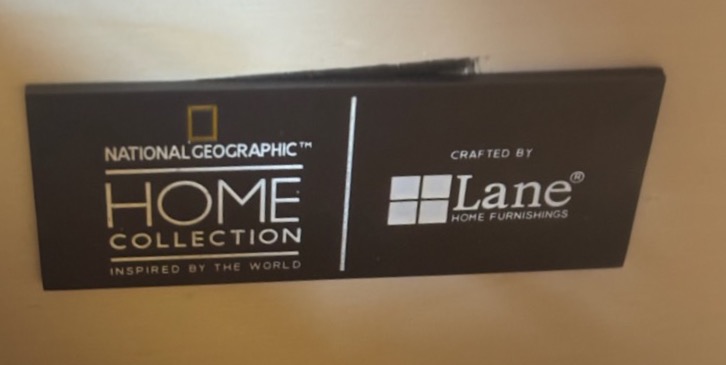 NATIONAL GEOGRAPHIC™
HOME
COLLECTION
INSPIRED BY THE WORLD
CRAFTED BY
Lane®
HOME FURNISHINGS